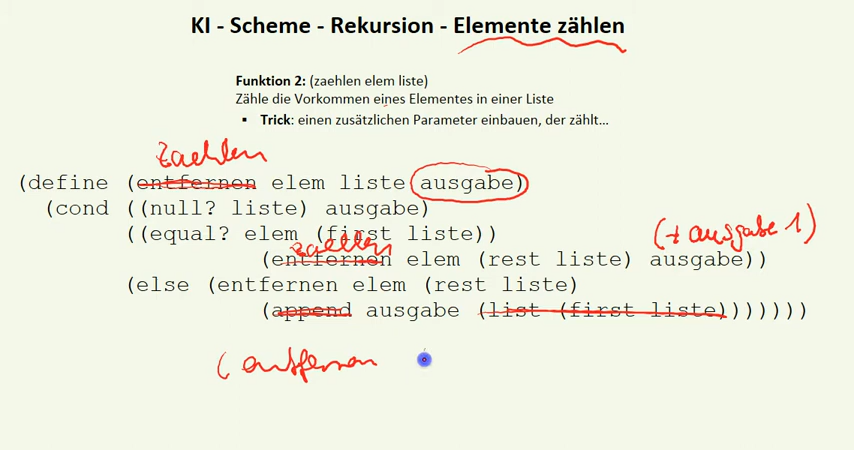 KI - Scheme - Rekursion - Elemente zählen
Funktion 2: (zaehlen elem liste)
Zähle die Vorkommen eines Elementes in einer Liste
▪ Trick: einen zusätzlichen Parameter einbauen, der zählt...
zaehlen
(define (entfernen elem liste ausgabe)
(cond ((null? liste) ausgabe)
((equal? elem (first liste))
zaehlen (+ ausgabe 1)
(entfernen elem (rest liste) ausgabe))
(else (entfernen elem (rest liste)
(append ausgabe (list (first liste)))))))
(entfernen